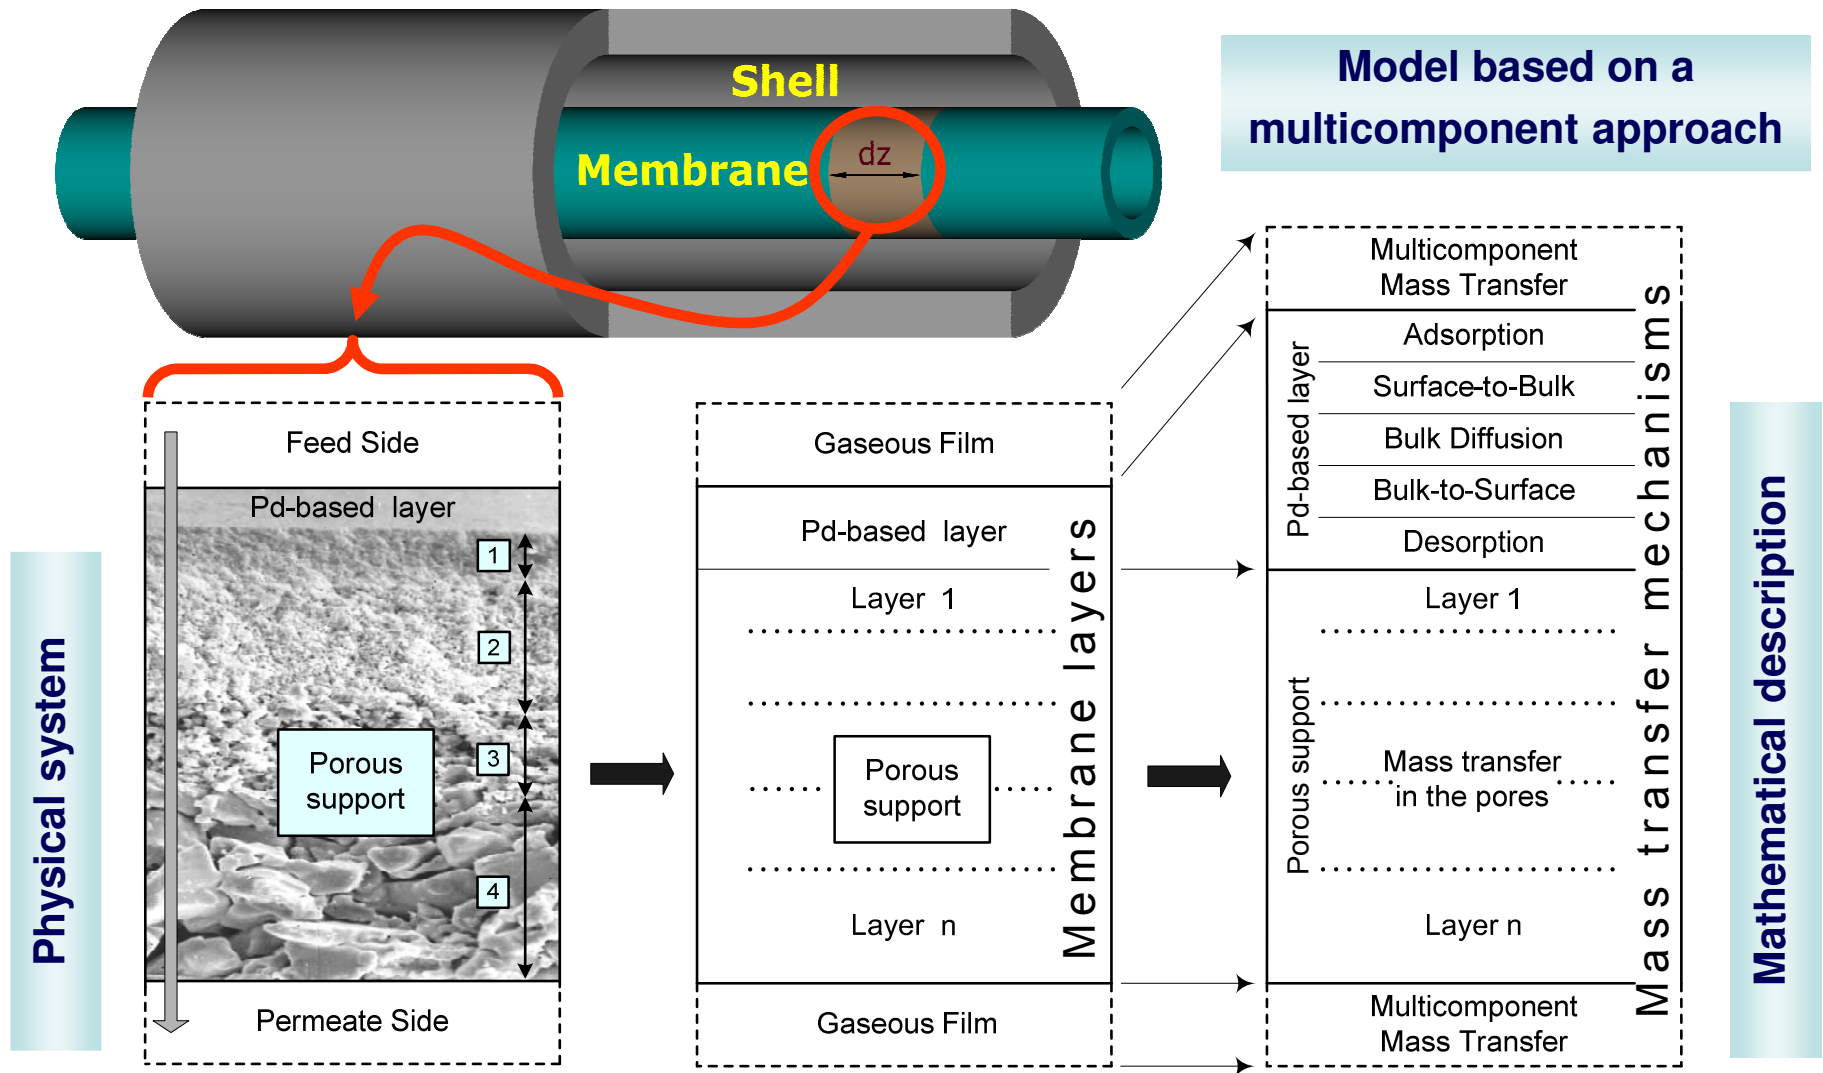 Shell
Membrane
dz
Model based on a
multicomponent approach
Physical system
Feed Side
Pd-based layer
1
2
3
4
Porous
support
Permeate Side
Gaseous Film
Pd-based layer
Layer 1
Porous
support
Layer n
Membrane layers
Gaseous Film
Multicomponent
Mass Transfer
Pd-based layer
Adsorption
Surface-to-Bulk
Bulk Diffusion
Bulk-to-Surface
Desorption
Porous support
Layer 1
Mass transfer
in the pores
Layer n
Mass transfer mechanisms
Multicomponent
Mass Transfer
Mathematical description